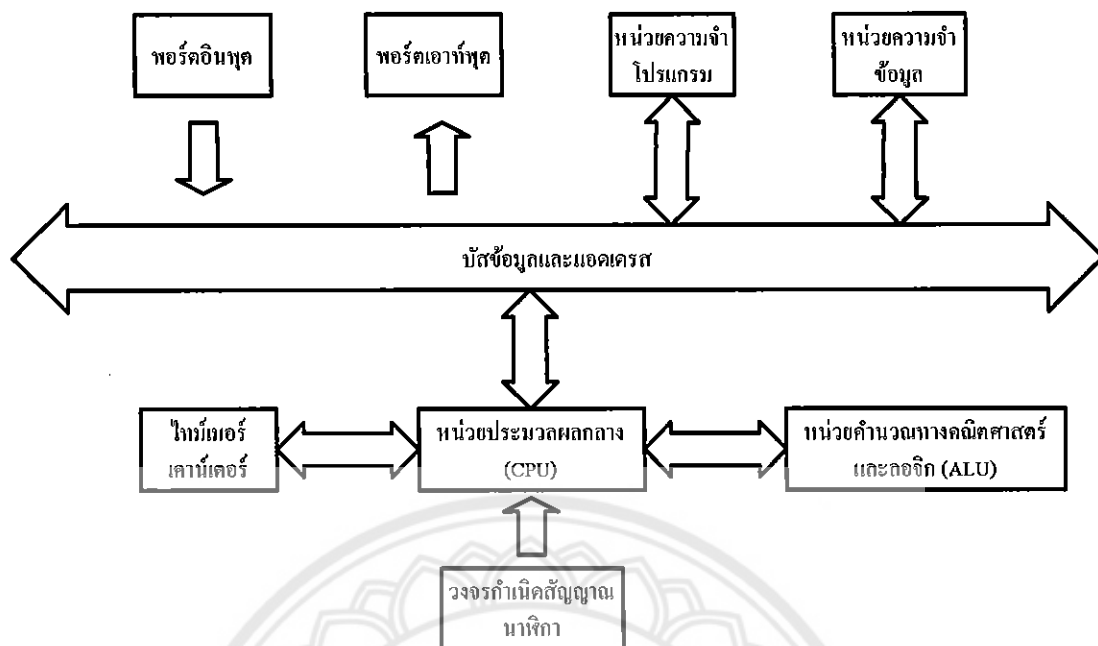 พอร์ตอินพุต
พอร์ตเอาท์พุต
หน่วยความจำ
โปรแกรม
หน่วยความจำ
ข้อมูล
บัสข้อมูลและแอดเดรส
ไทม์เมอร์
เคาน์เตอร์
หน่วยประมวลผลกลาง
(CPU)
หน่วยคำนวณทางคณิตศาสตร์
และลอจิก (ALU)
วงจรกำเนิดสัญญาณ
นาฬิกา